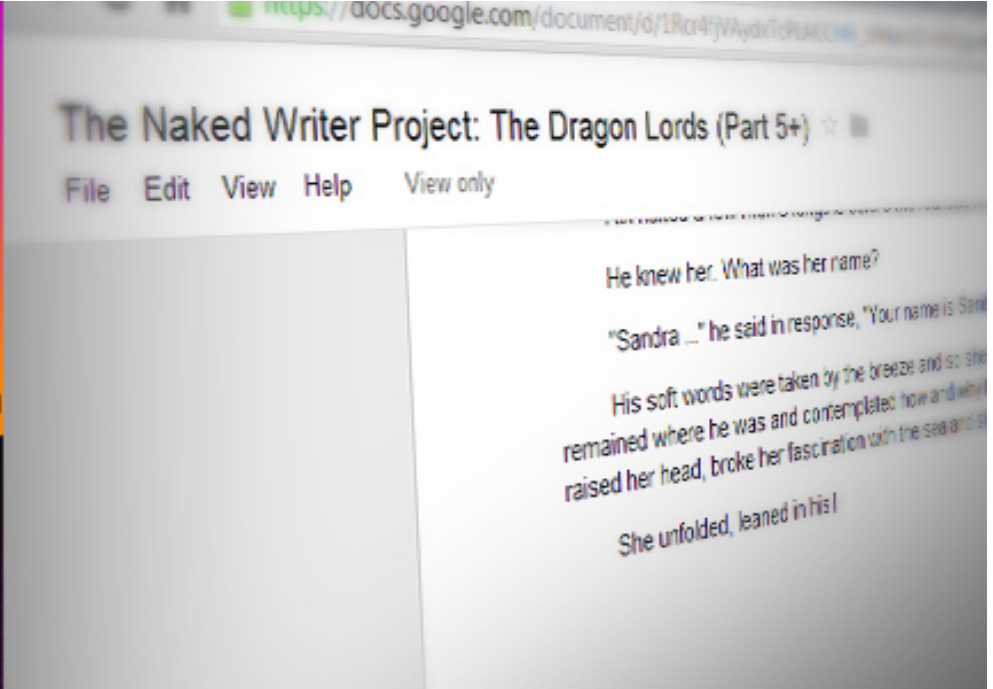 https://docs.google.com/document/d/
The Naked Writer Project: The Dragon Lords (Part 5+)
File Edit View Help View only
He knew her. What was her name?
"Sandra ..." he said in response, "Your name is
His soft words were taken by the breeze and so she
remained where he was and contemplated how and why
raised her head, broke her fascination with the sea and
She unfolded, leaned in his